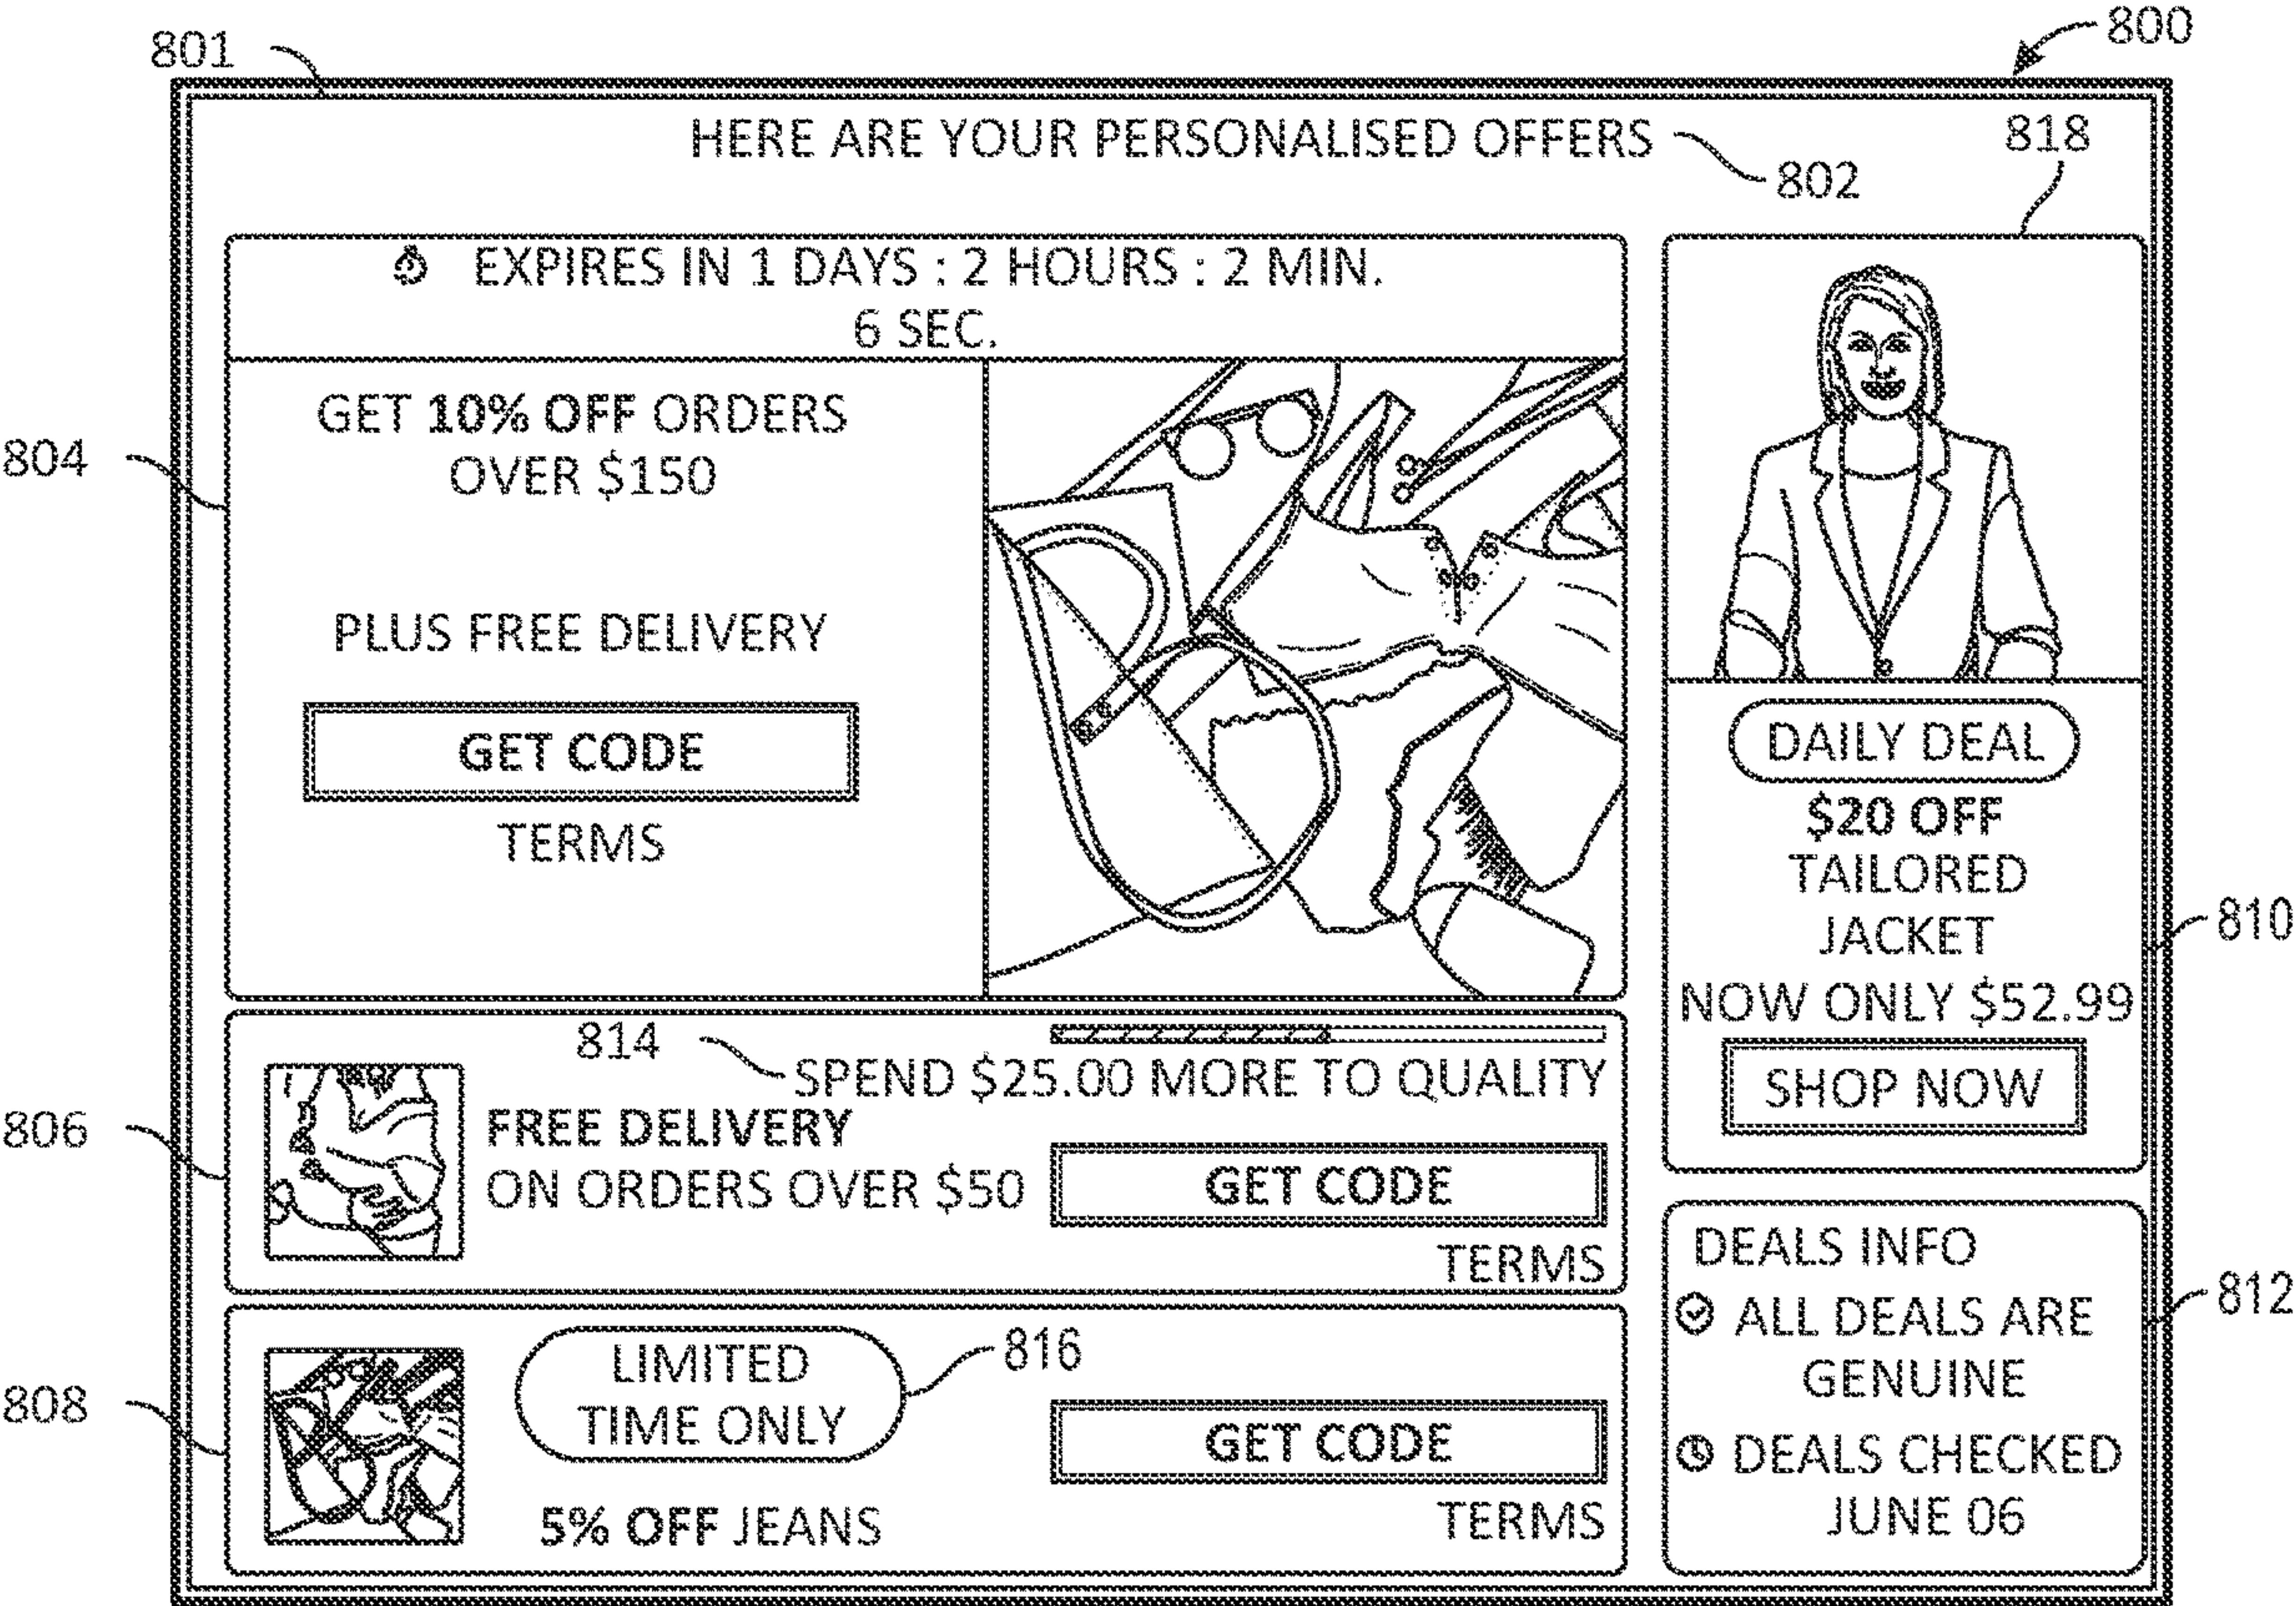 801
800
HERE ARE YOUR PERSONALISED OFFERS
802
818
EXPIRES IN 1 DAYS : 2 HOURS : 2 MIN.
6 SEC.
804
GET 10% OFF ORDERS
OVER $150
PLUS FREE DELIVERY
GET CODE
TERMS
DAILY DEAL
$20 OFF
TAILORED
JACKET
NOW ONLY $52.99
SHOP NOW
810
814
SPEND $25.00 MORE TO QUALITY
806
FREE DELIVERY
ON ORDERS OVER $50
GET CODE
TERMS
808
LIMITED
TIME ONLY
816
5% OFF JEANS
GET CODE
TERMS
DEALS INFO
ALL DEALS ARE
GENUINE
812
DEALS CHECKED
JUNE 06